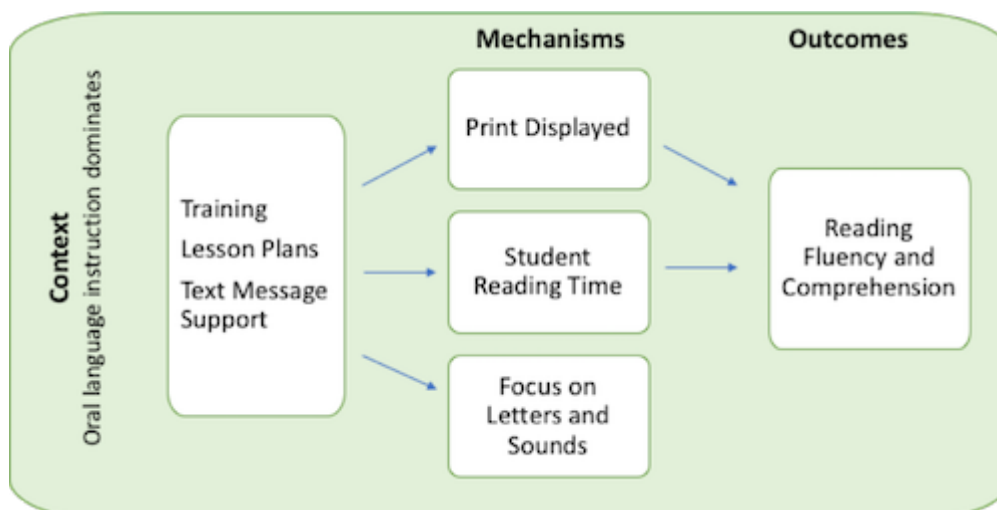 Mechanisms
Outcomes
Context
Oral language instruction dominates
Training
Lesson Plans
Text Message
Support
Print Displayed
Student
Reading Time
Focus on
Letters and
Sounds
Reading
Fluency and
Comprehension